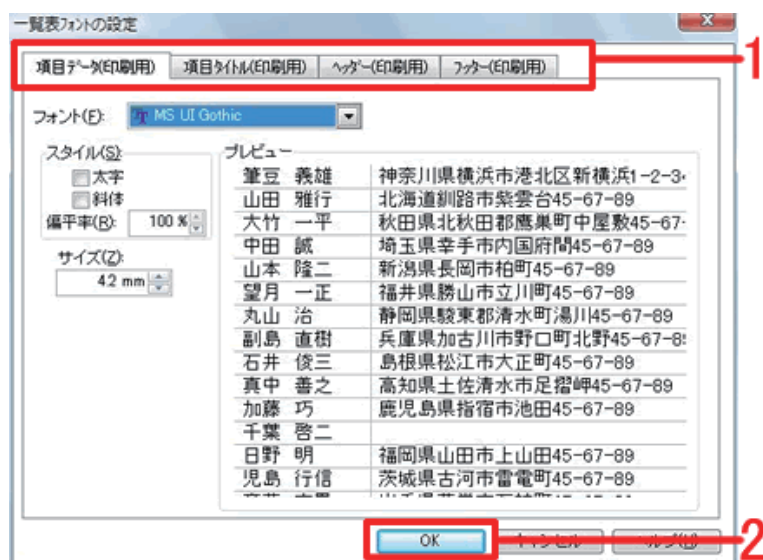 一覧表フォントの設定
項目データ(印刷用) 項目タイトル(印刷用) ヘッダー(印刷用) フッター(印刷用)
1
フォント(F): MS UI Gothic
スタイル(S)
太字
斜体
偏平率(R): 100 %
サイズ(Z):
42 mm
プレビュー
筆豆 義雄 神奈川県横浜市港北区新横浜1-2-3
山田 雅行 北海道釧路市紫雲台45-67-89
大竹 一平 秋田県北秋田郡鷹巣町中屋敷45-67-
中田 誠 埼玉県幸手市内国府間45-67-89
山本 隆二 新潟県長岡市柏町45-67-89
望月 一正 福井県勝山市立川町45-67-89
丸山 治 静岡県駿東郡清水町湯川45-67-89
副島 直樹 兵庫県加古川市野口町北野45-67-8
石井 俊三 島根県松江市大正町45-67-89
真中 善之 高知県土佐清水市足摺岬45-67-89
加藤 巧 鹿児島県指宿市池田45-67-89
千葉 啓二
日野 明 福岡県山田市上山田45-67-89
児島 行信 茨城県古河市雷電町45-67-89
OK キャンセル ヘルプ(H)
2